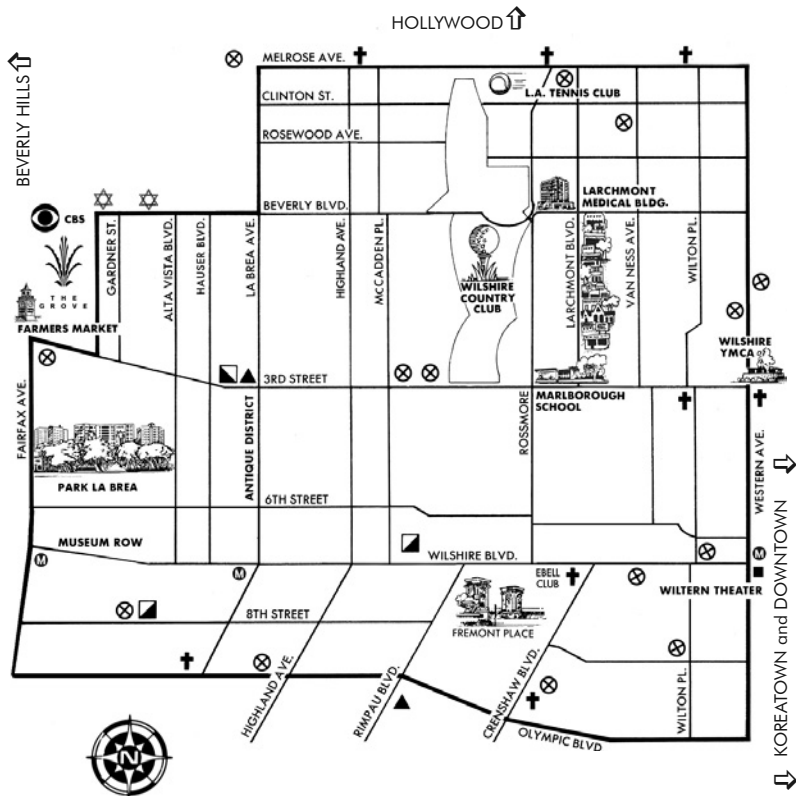 HOLLYWOOD
BEVERLY HILLS
MELROSE AVE.
L.A. TENNIS CLUB
CLINTON ST.
ROSEWOOD AVE.
BEVERLY BLVD.
LARCHMONT
MEDICAL BLDG.
CBS
THE
GROVE
FARMERS MARKET
GARDNER ST.
ALTA VISTA BLVD.
HAUSER BLVD.
LA BREA AVE.
HIGHLAND AVE.
MCCADDEN PL.
WILSHIRE
COUNTRY
CLUB
LARCHMONT BLVD.
VAN NESS AVE.
WILTON PL.
WILSHIRE
YMCA
3RD STREET
FAIRFAX AVE.
ANTIQUE DISTRICT
ROSSMORE
MARLBOROUGH
SCHOOL
WESTERN AVE.
PARK LA BREA
6TH STREET
MUSEUM ROW
WILSHIRE BLVD.
M
M
M
EBELL
CLUB
WILTERN THEATER
8TH STREET
FREMONT PLACE
HIGHLAND AVE.
RIMPAU BLVD.
CRENSHAW BLVD.
WILTON PL.
OLYMPIC BLVD
KOREATOWN and DOWNTOWN
N